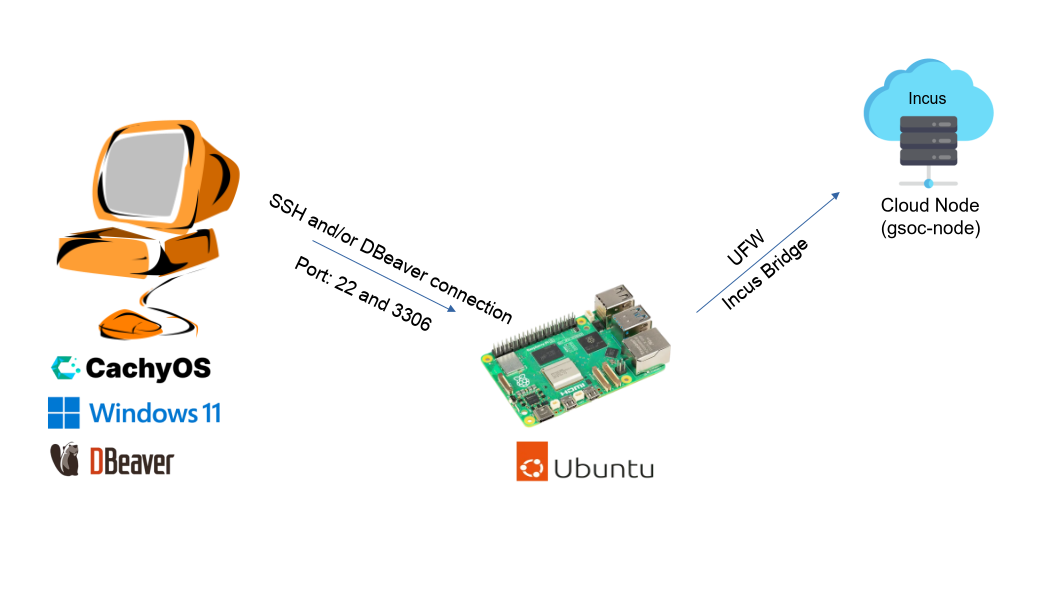 Incus
Cloud Node
(gsoc-node)
SSH and/or DBeaver connection
Port: 22 and 3306
UFW
Incus Bridge
CachyOS
Windows 11
DBeaver
Ubuntu
HDMI